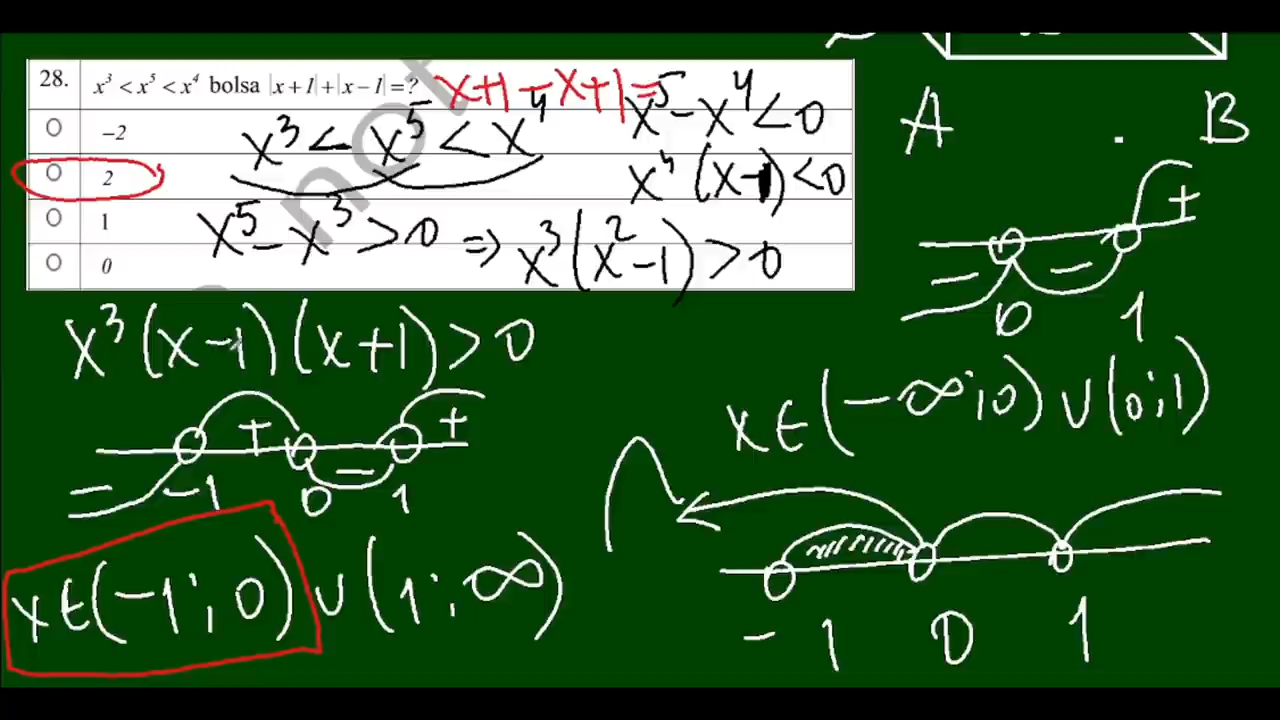 28. x³ < x⁵ < x⁴ bolsa |x+1|+|x−1|=?
−2
2
1
0
x+1−x+1=
x³ < x⁵ < x⁴
x⁵−x⁴<0
x⁴(x−1)<0
x⁵−x³>0 ⇒ x³(x²−1)>0
not
A . B
− − +
0 1
x³(x−1)(x+1)>0
− + − +
−1 0 1
x∈(−∞;0)∪(0;1)
x∈(−1;0)∪(1;∞)
−1 0 1